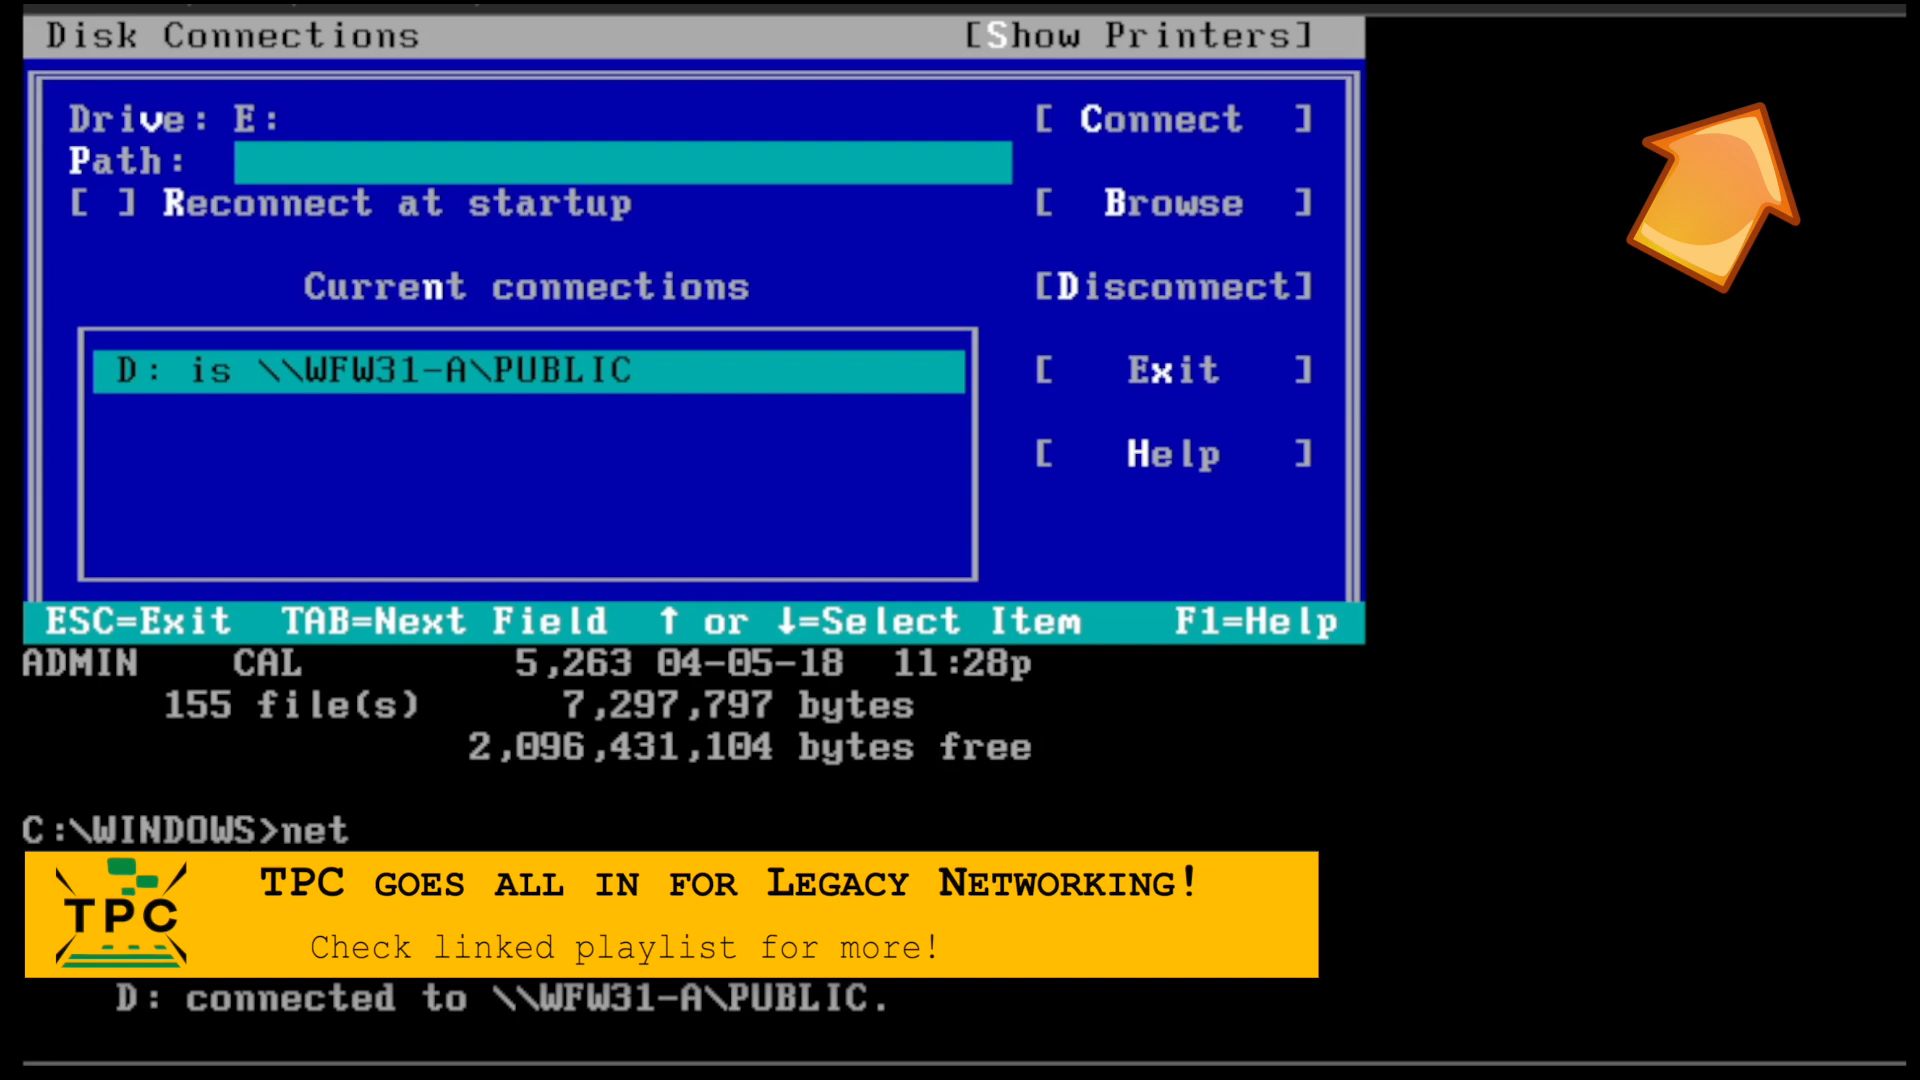 Disk Connections [Show Printers]
Drive: E: [ Connect ]
Path:
[ ] Reconnect at startup [ Browse ]
Current connections [Disconnect]
D: is \\WFW31-A\PUBLIC [ Exit ]
[ Help ]
ESC=Exit TAB=Next Field ↑ or ↓=Select Item F1=Help
ADMIN CAL 5,263 04-05-18 11:28p
155 file(s) 7,297,797 bytes
2,096,431,104 bytes free
C:\WINDOWS>net
TPC
TPC GOES ALL IN FOR LEGACY NETWORKING!
Check linked playlist for more!
D: connected to \\WFW31-A\PUBLIC.